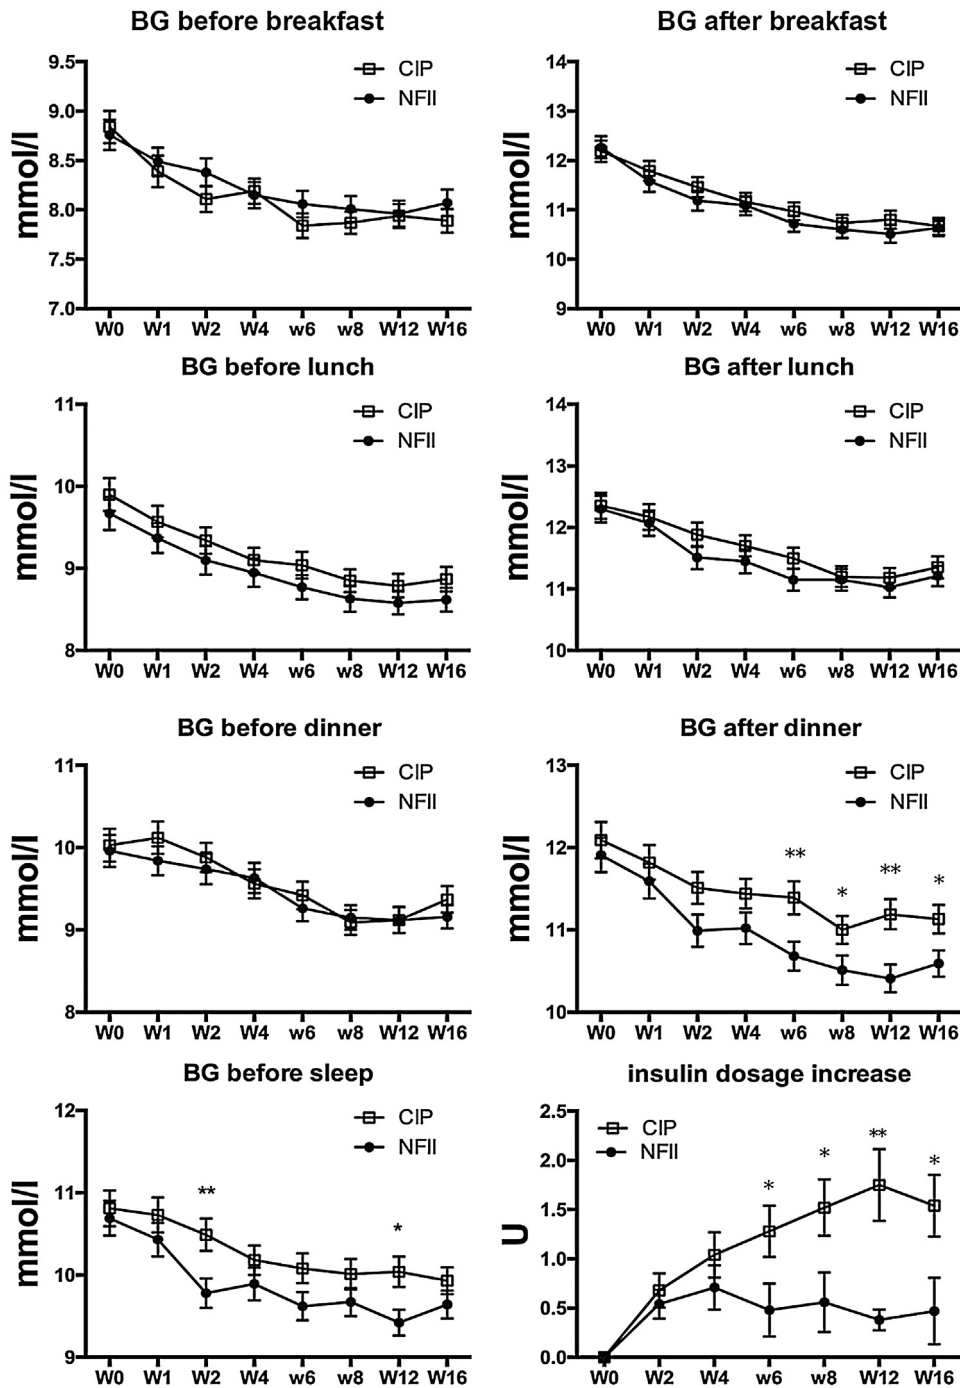 BG before breakfast
mmol/l
9.5
9.0
8.5
8.0
7.5
7.0
CIP
NFII
W0 W1 W2 W4 w6 w8 W12 W16
BG after breakfast
mmol/l
14
13
12
11
10
9
CIP
NFII
W0 W1 W2 W4 w6 w8 W12 W16
BG before lunch
mmol/l
11
10
9
8
CIP
NFII
W0 W1 W2 W4 w6 w8 W12 W16
BG after lunch
mmol/l
14
13
12
11
10
CIP
NFII
W0 W1 W2 W4 w6 w8 W12 W16
BG before dinner
mmol/l
11
10
9
8
CIP
NFII
W0 W1 W2 W4 w6 w8 W12 W16
BG after dinner
mmol/l
13
12
11
10
CIP
NFII
** * ** *
W0 W1 W2 W4 w6 w8 W12 W16
BG before sleep
mmol/l
12
11
10
9
CIP
NFII
** *
W0 W1 W2 W4 w6 w8 W12 W16
insulin dosage increase
U
2.5
2.0
1.5
1.0
0.5
0.0
CIP
NFII
* * ** *
W0 W2 W4 w6 w8 W12 W16